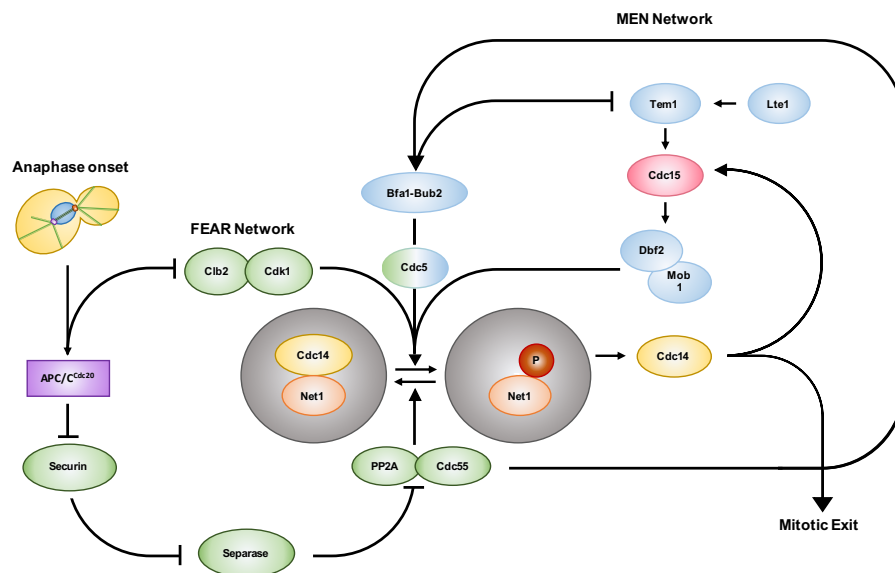 MEN Network
Tem1
Lte1
Anaphase onset
Cdc15
Bfa1-Bub2
FEAR Network
Dbf2
Clb2
Cdk1
Cdc5
Mob
1
Cdc14
P
Cdc14
APC/C^Cdc20
Net1
Net1
Securin
PP2A
Cdc55
Mitotic Exit
Separase